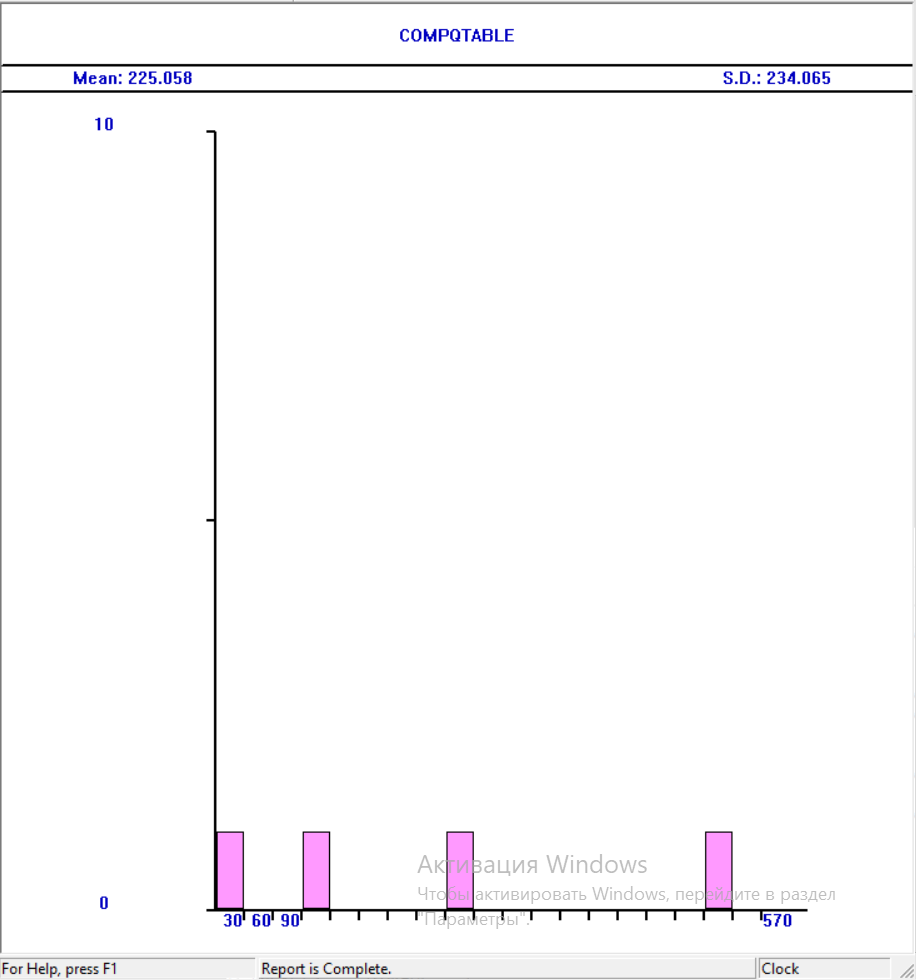 COMPQTABLE
Mean: 225.058 S.D.: 234.065
10
0
30 60 90 570
Активация Windows
Чтобы активировать Windows, перейдите в раздел
"Параметры".
For Help, press F1 Report is Complete. Clock